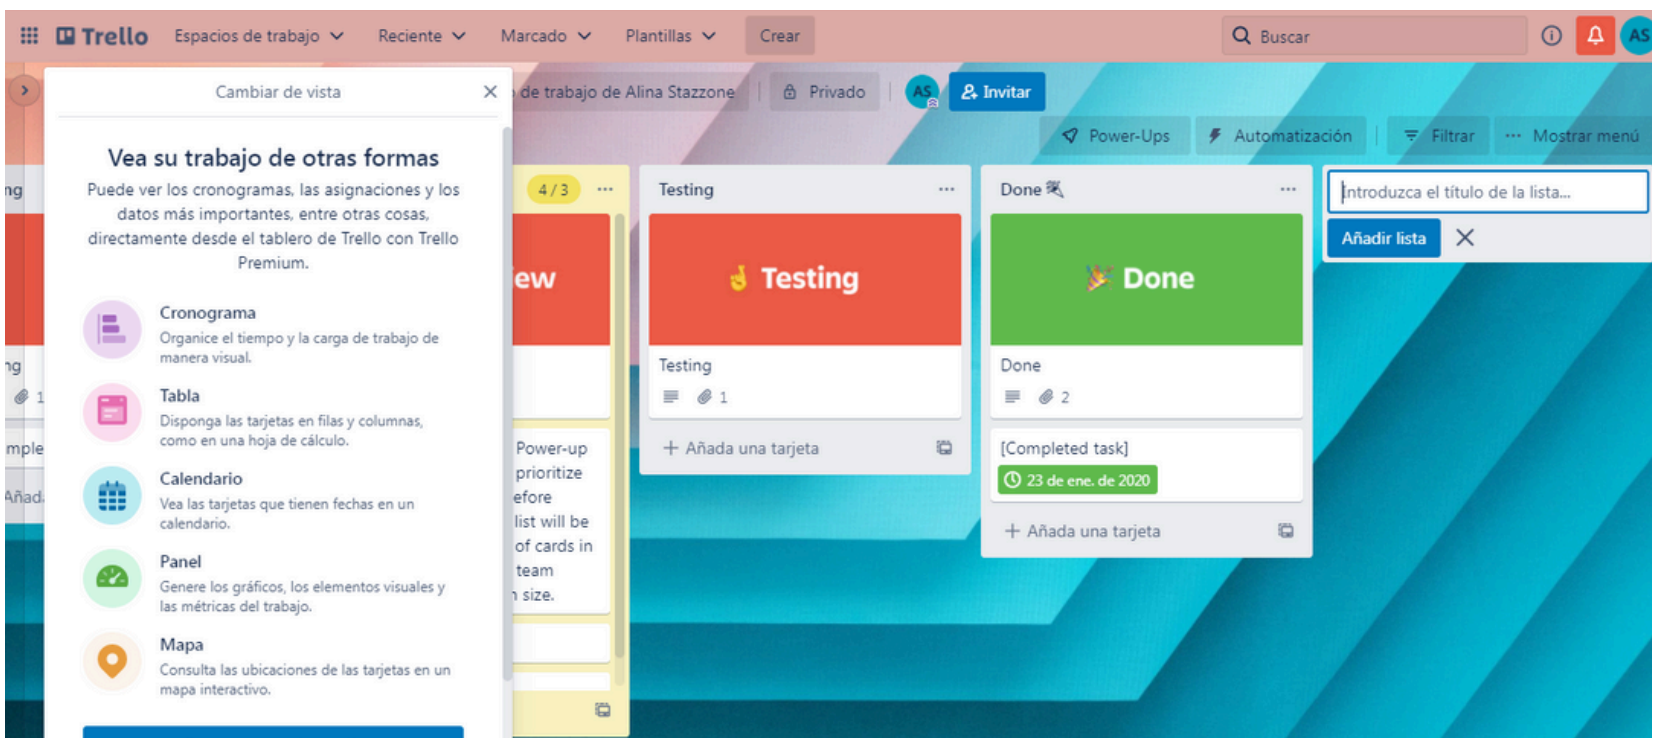 Trello
Espacios de trabajo
Reciente
Marcado
Plantillas
Crear
Buscar
AS
Cambiar de vista
de trabajo de Alina Stazzone
Privado
AS
Invitar
Power-Ups
Automatización
Filtrar
Mostrar menú
Vea su trabajo de otras formas
Puede ver los cronogramas, las asignaciones y los
datos más importantes, entre otras cosas,
directamente desde el tablero de Trello con Trello
Premium.
Cronograma
Organice el tiempo y la carga de trabajo de
manera visual.
Tabla
Disponga las tarjetas en filas y columnas,
como en una hoja de cálculo.
Calendario
Vea las tarjetas que tienen fechas en un
calendario.
Panel
Genere los gráficos, los elementos visuales y
las métricas del trabajo.
Mapa
Consulta las ubicaciones de las tarjetas en un
mapa interactivo.
ng
ng
1
mple
Añad
4/3
ew
Power-up
prioritize
efore
list will be
of cards in
team
size.
Testing
Testing
Testing
1
Añada una tarjeta
Done
Done
Done
2
[Completed task]
23 de ene. de 2020
Añada una tarjeta
Introduzca el título de la lista...
Añadir lista